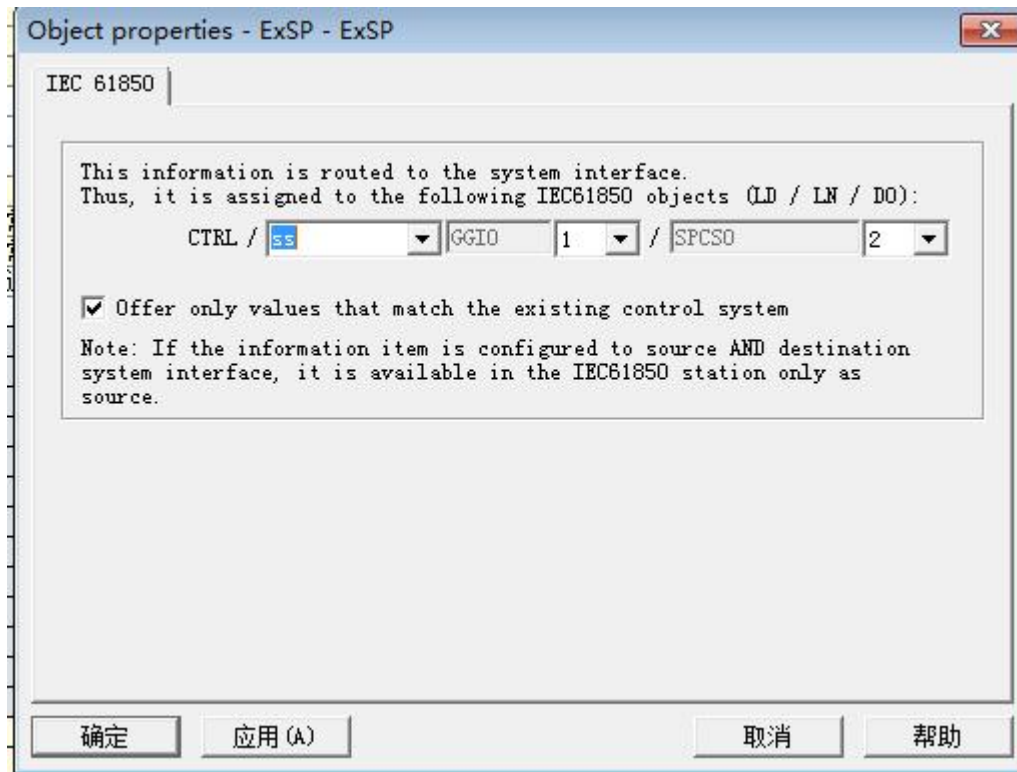 Object properties - ExSP - ExSP
IEC 61850
This information is routed to the system interface.
Thus, it is assigned to the following IEC61850 objects (LD / LN / DO):
CTRL / ss GGIO 1 / SPCSO 2
Offer only values that match the existing control system
Note: If the information item is configured to source AND destination
system interface, it is available in the IEC61850 station only as
source.
确定 应用(A) 取消 帮助